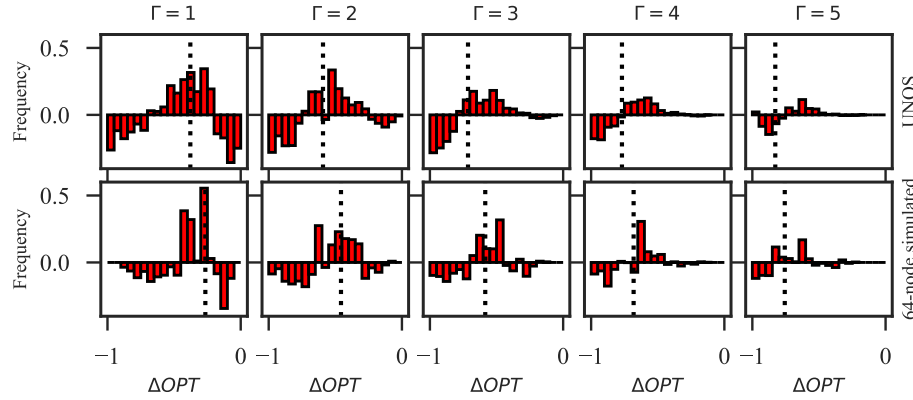 Γ = 1 Γ = 2 Γ = 3 Γ = 4 Γ = 5
0.5
0.0
Frequency
UNOS
0.5
0.0
Frequency
64-node simulated
−1 0 −1 0 −1 0 −1 0 −1 0
ΔOPT ΔOPT ΔOPT ΔOPT ΔOPT